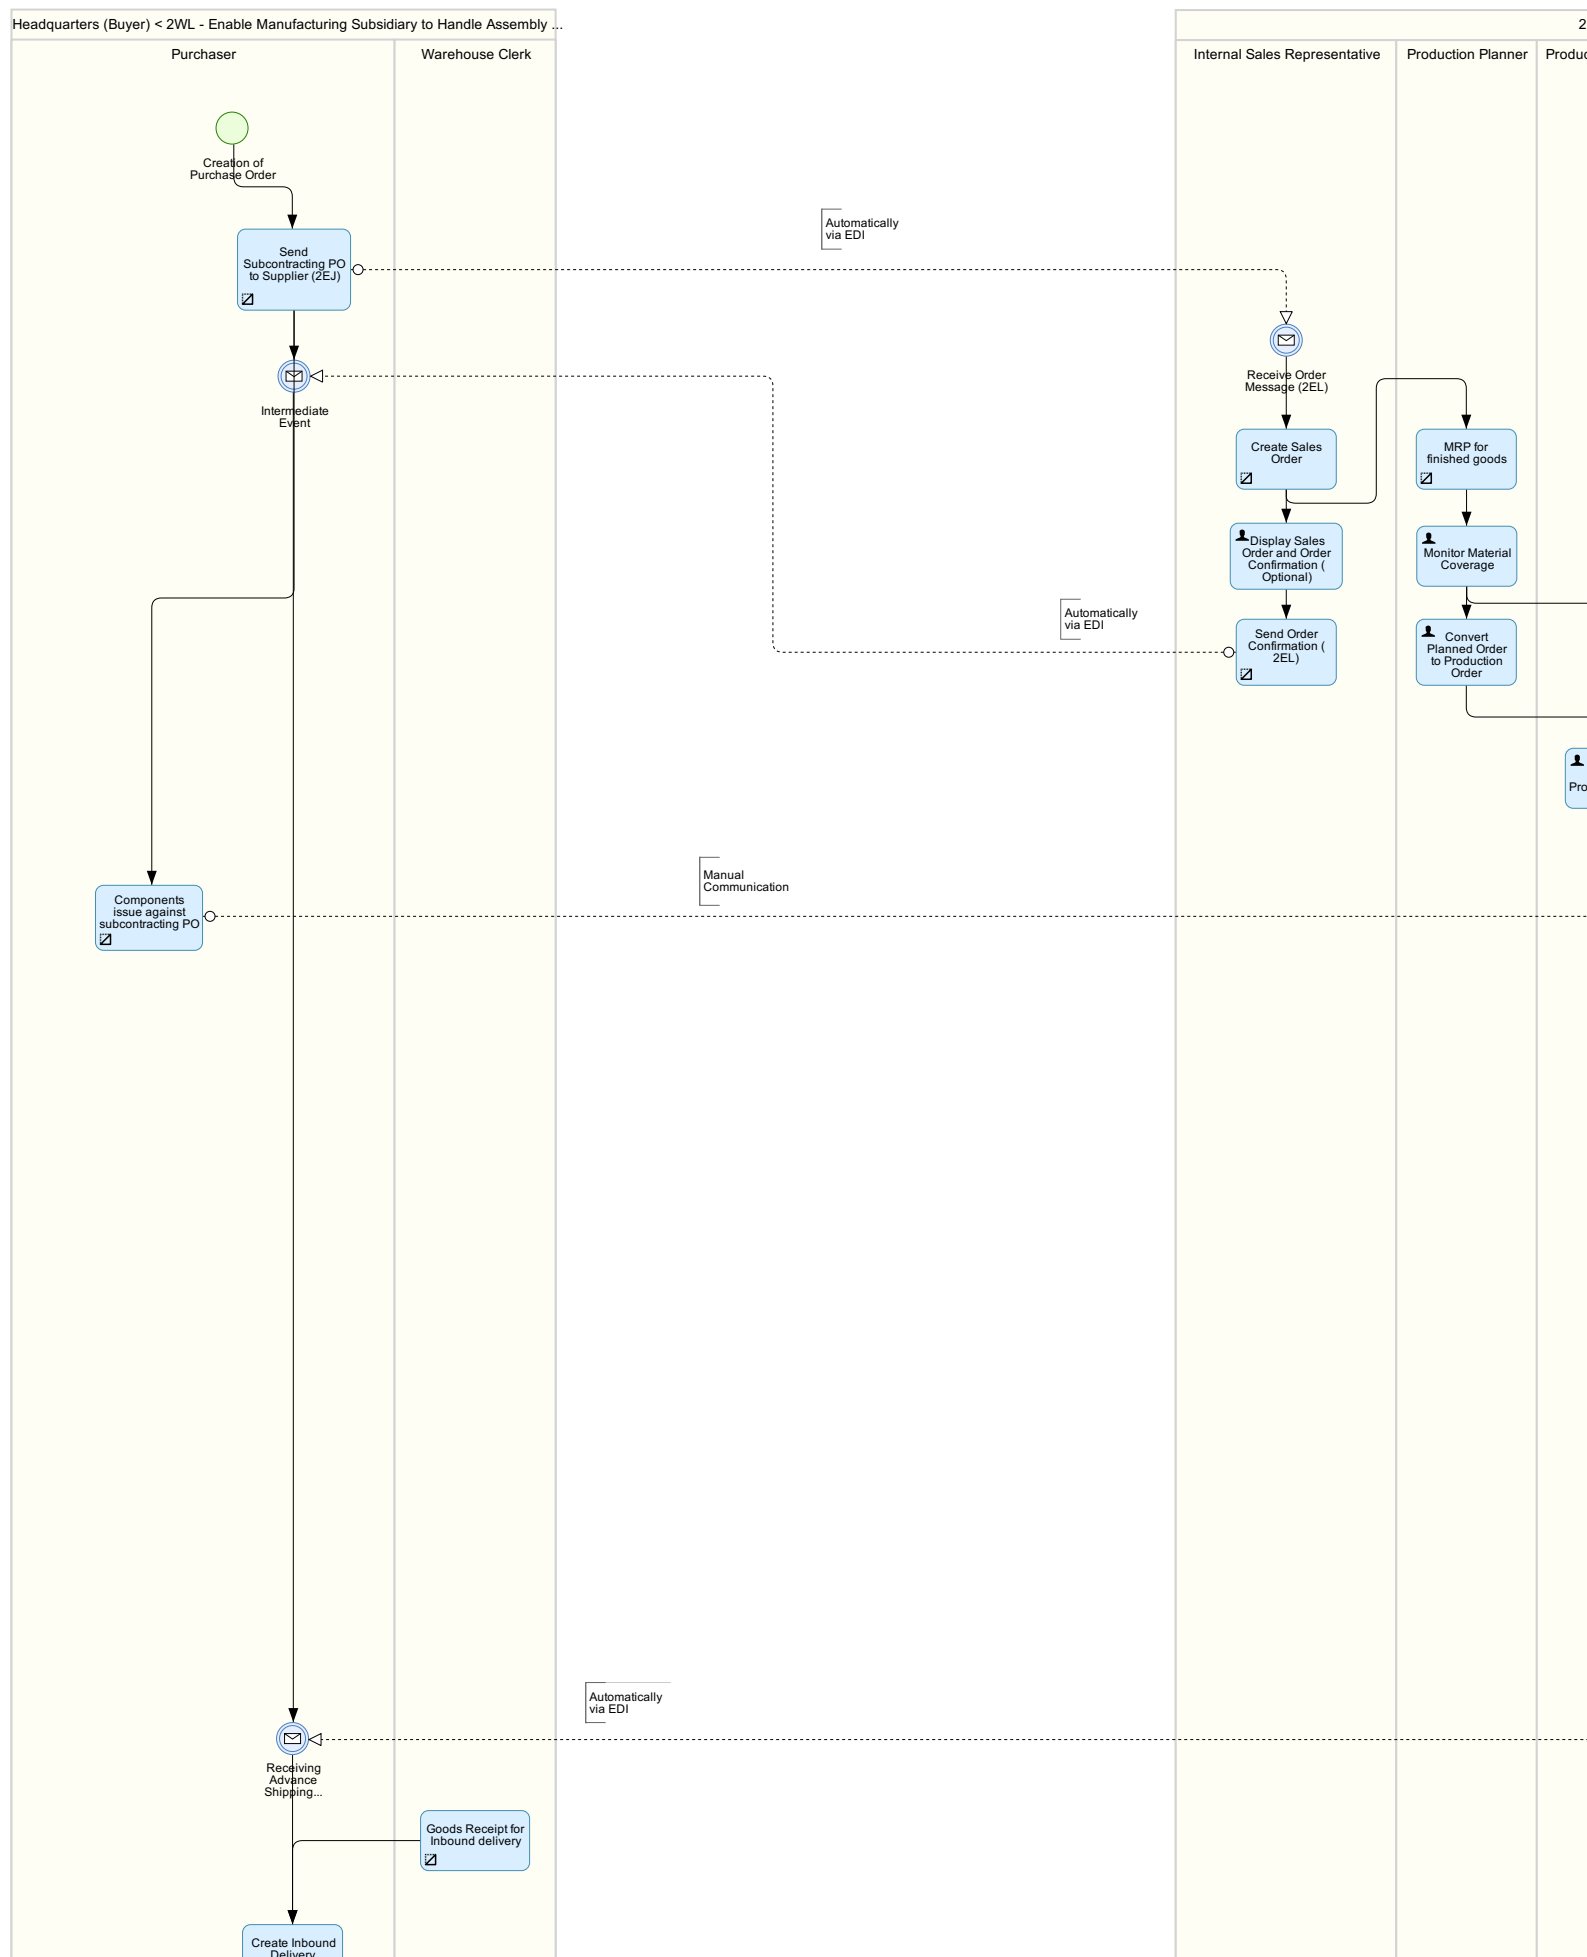 Headquarters (Buyer) < 2WL - Enable Manufacturing Subsidiary to Handle Assembly ...
2
Purchaser
Warehouse Clerk
Internal Sales Representative
Production Planner
Produc
Creation of
Purchase Order
Automatically
via EDI
Send
Subcontracting PO
to Supplier (2EJ)
Receive Order
Message (2EL)
Intermediate
Event
Create Sales
Order
MRP for
finished goods
Display Sales
Order and Order
Confirmation (
Optional)
Monitor Material
Coverage
Automatically
via EDI
Send Order
Confirmation (
2EL)
Convert
Planned Order
to Production
Order
Pro
Manual
Communication
Components
issue against
subcontracting PO
Automatically
via EDI
Receiving
Advance
Shipping...
Goods Receipt for
Inbound delivery
Create Inbound
Delivery